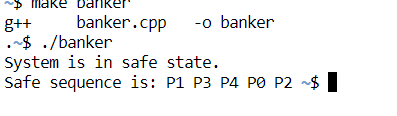 ~$ make banker
g++     banker.cpp   -o banker
.~$ ./banker
System is in safe state.
Safe sequence is: P1 P3 P4 P0 P2 ~$